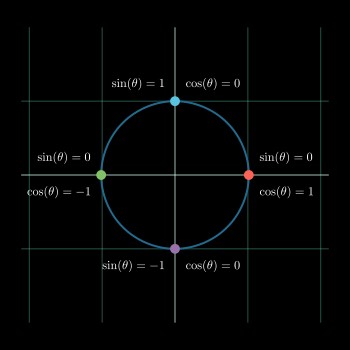 sin(θ) = 1 cos(θ) = 0
sin(θ) = 0 sin(θ) = 0
cos(θ) = −1 cos(θ) = 1
sin(θ) = −1 cos(θ) = 0